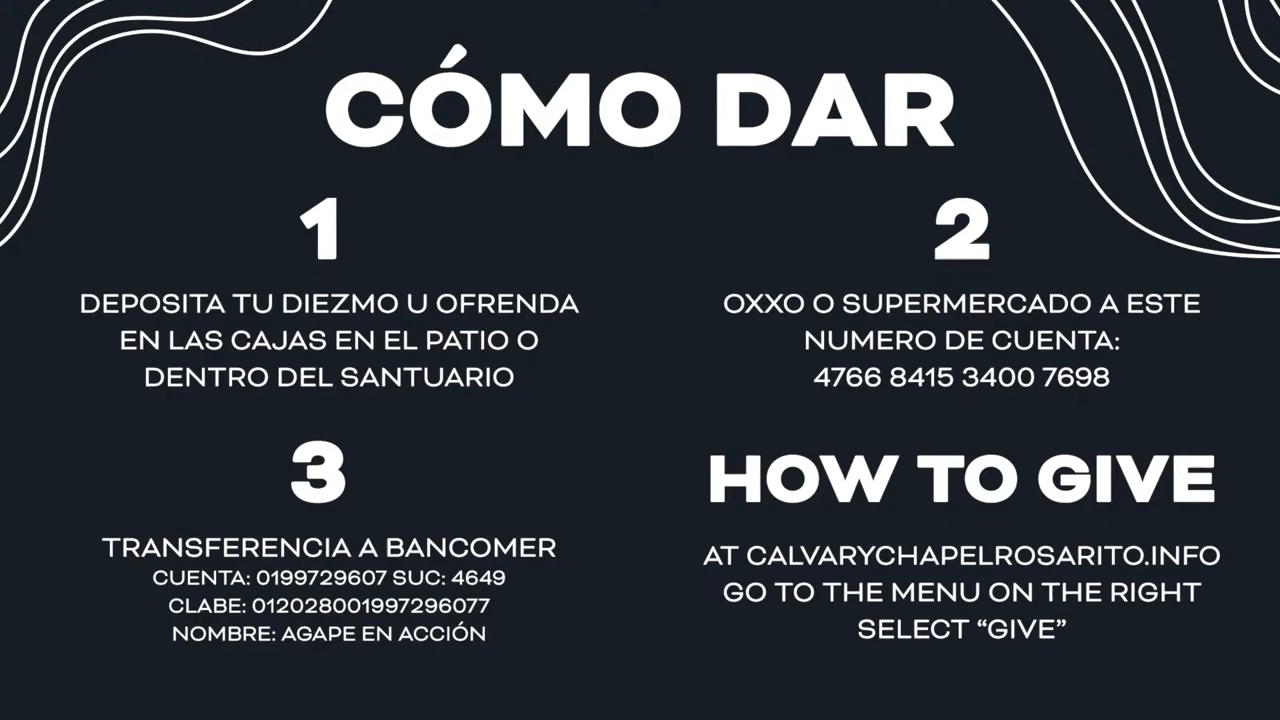 CÓMO DAR
1
DEPOSITA TU DIEZMO U OFRENDA
EN LAS CAJAS EN EL PATIO O
DENTRO DEL SANTUARIO
2
OXXO O SUPERMERCADO A ESTE
NUMERO DE CUENTA:
4766 8415 3400 7698
3
TRANSFERENCIA A BANCOMER
CUENTA: 0199729607 SUC: 4649
CLABE: 012028001997296077
NOMBRE: AGAPE EN ACCIÓN
HOW TO GIVE
AT CALVARYCHAPELROSARITO.INFO
GO TO THE MENU ON THE RIGHT
SELECT “GIVE”